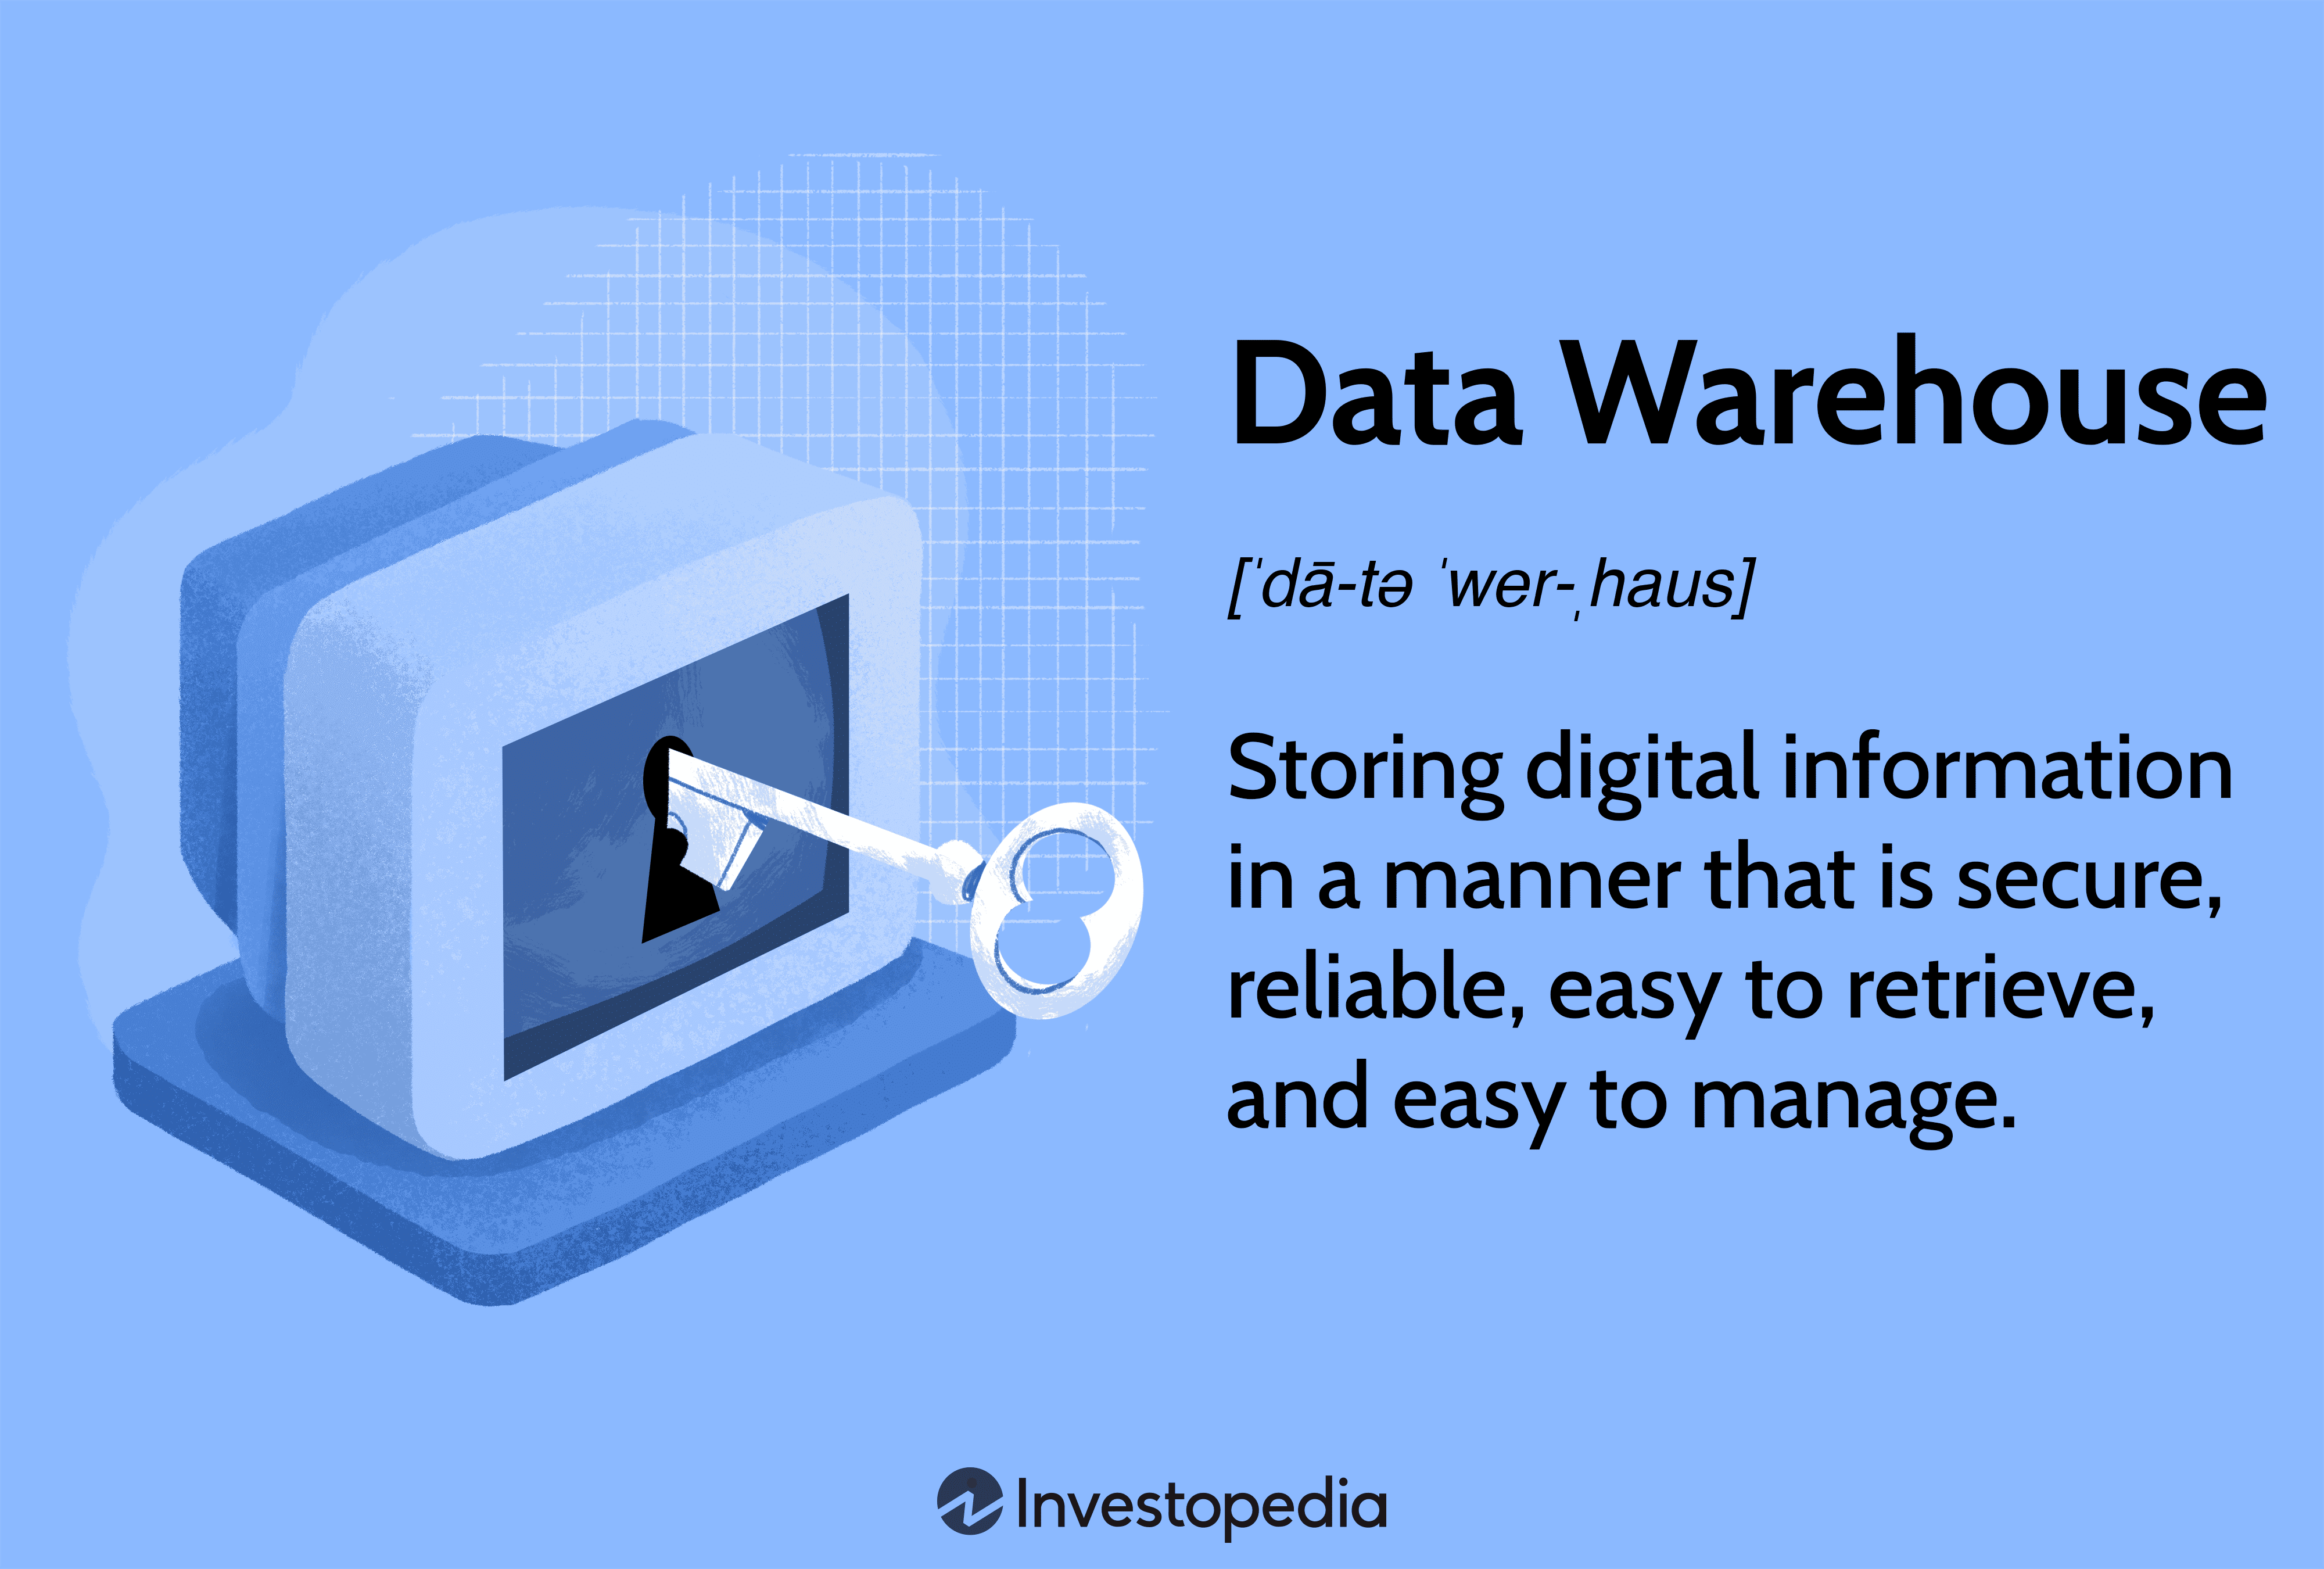 Data Warehouse
[ˈdā-tə ˈwer-ˌhaus]
Storing digital information
in a manner that is secure,
reliable, easy to retrieve,
and easy to manage.
Investopedia